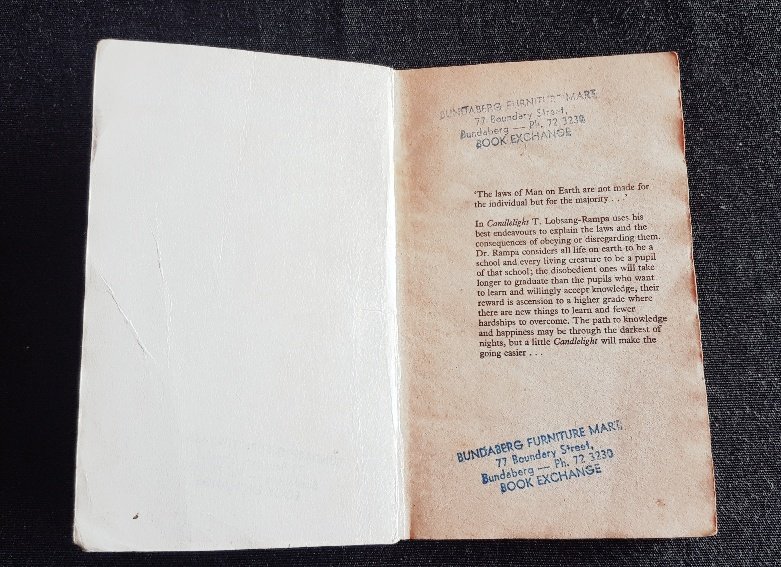 BUNDABERG FURNITURE MART
77 Boundary Street,
Bundaberg — Ph. 72 3230
BOOK EXCHANGE
'The laws of Man on Earth are not made for
the individual but for the majority . . .'
In Candlelight T. Lobsang-Rampa uses his
best endeavours to explain the laws and the
consequences of obeying or disregarding them.
Dr. Rampa considers all life on earth to be a
school and every living creature to be a pupil
of that school; the disobedient ones will take
longer to graduate than the pupils who want
to learn and willingly accept knowledge, their
reward is ascension to a higher grade where
there are new things to learn and fewer
hardships to overcome. The path to knowledge
and happiness may be through the darkest of
nights, but a little Candlelight will make the
going easier . . .
BUNDABERG FURNITURE MART
77 Boundary Street,
Bundaberg — Ph. 72 3230
BOOK EXCHANGE